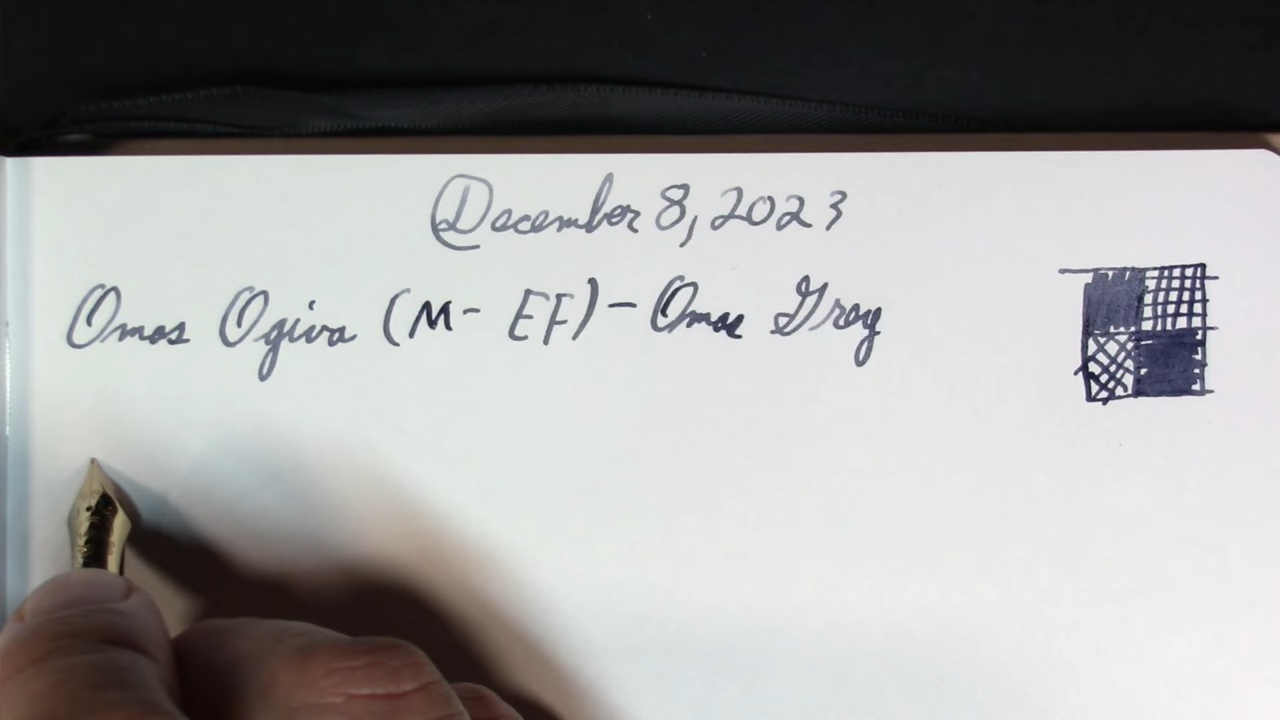 December 8, 2023
Omas Ogiva (M- EF) - Omas Grey